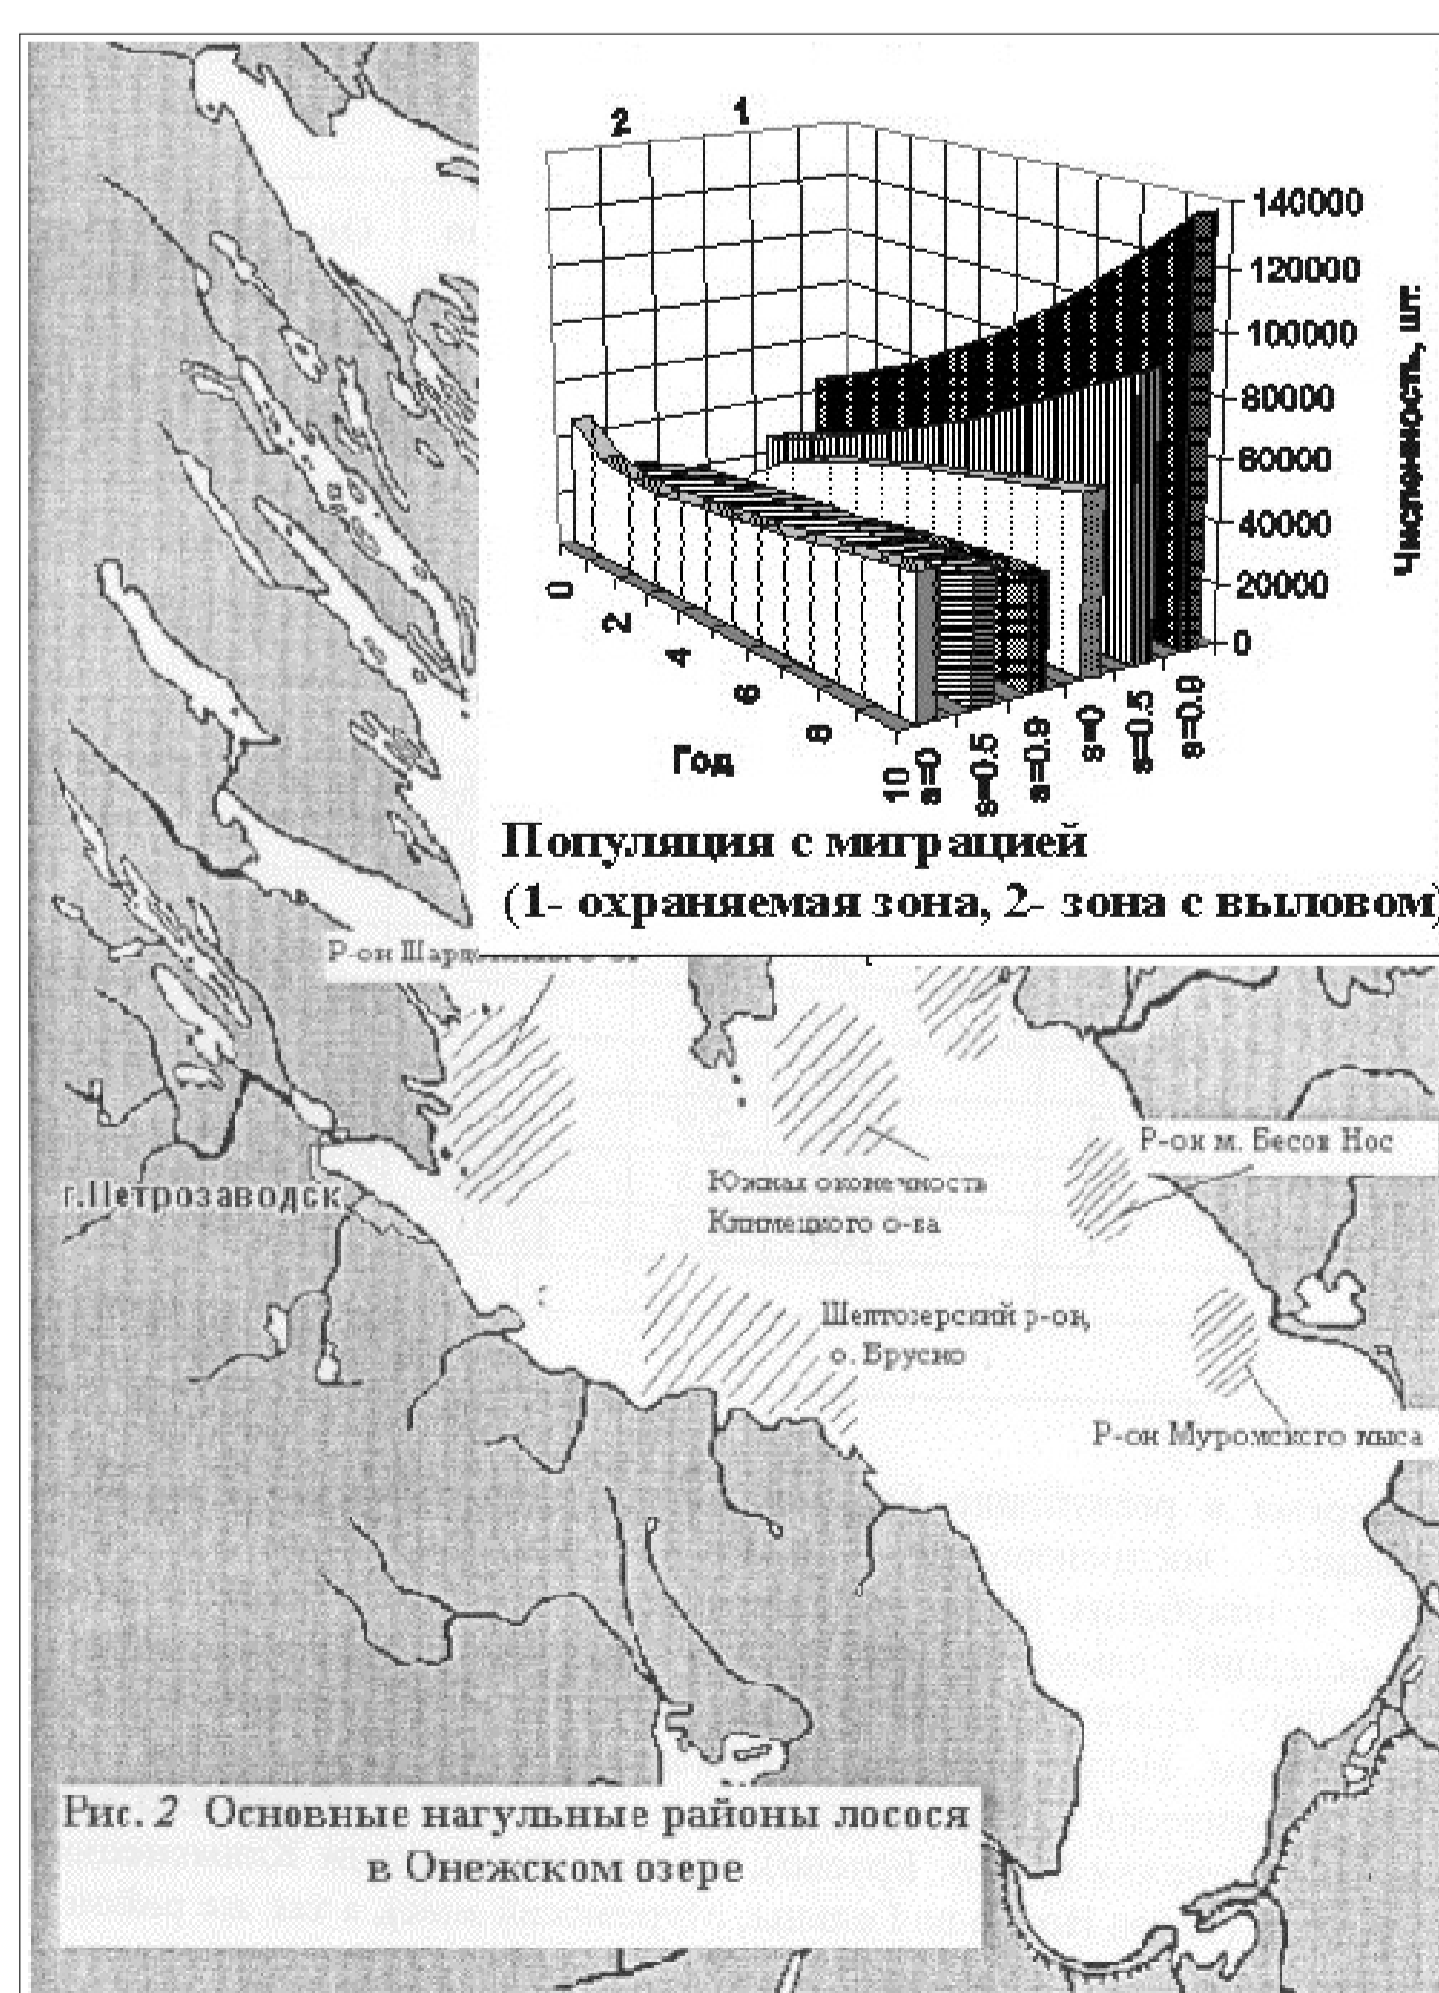 2 1
140000
120000
100000
80000
60000
40000
20000
0
Численность, шт.
0
2
4
6
8
10
Год
s=0
s=0.5
s=0.9
s=0
s=0.5
s=0.9
Популяция с миграцией
(1- охраняемая зона, 2- зона с выловом)
Р-он
Р-он м. Бесов Нос
г.Петрозаводск
Южная оконечность
Климецкого о-ва
Шелтозерский р-он,
о. Брусно
Р-он Муромского мыса
Рис. 2 Основные нагульные районы лосося
в Онежском озере